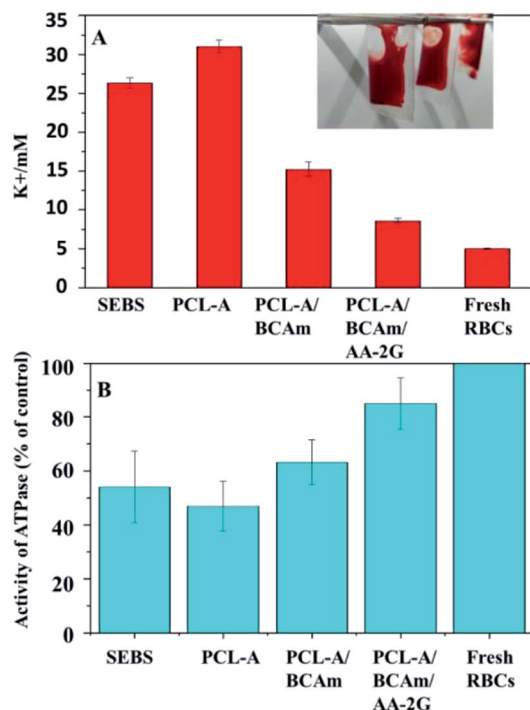 A
K+/mM
35
30
25
20
15
10
5
0
SEBS
PCL-A
PCL-A/
BCAm
PCL-A/
BCAm/
AA-2G
Fresh
RBCs
B
Activity of ATPase (% of control)
100
80
60
40
20
0
SEBS
PCL-A
PCL-A/
BCAm
PCL-A/
BCAm/
AA-2G
Fresh
RBCs